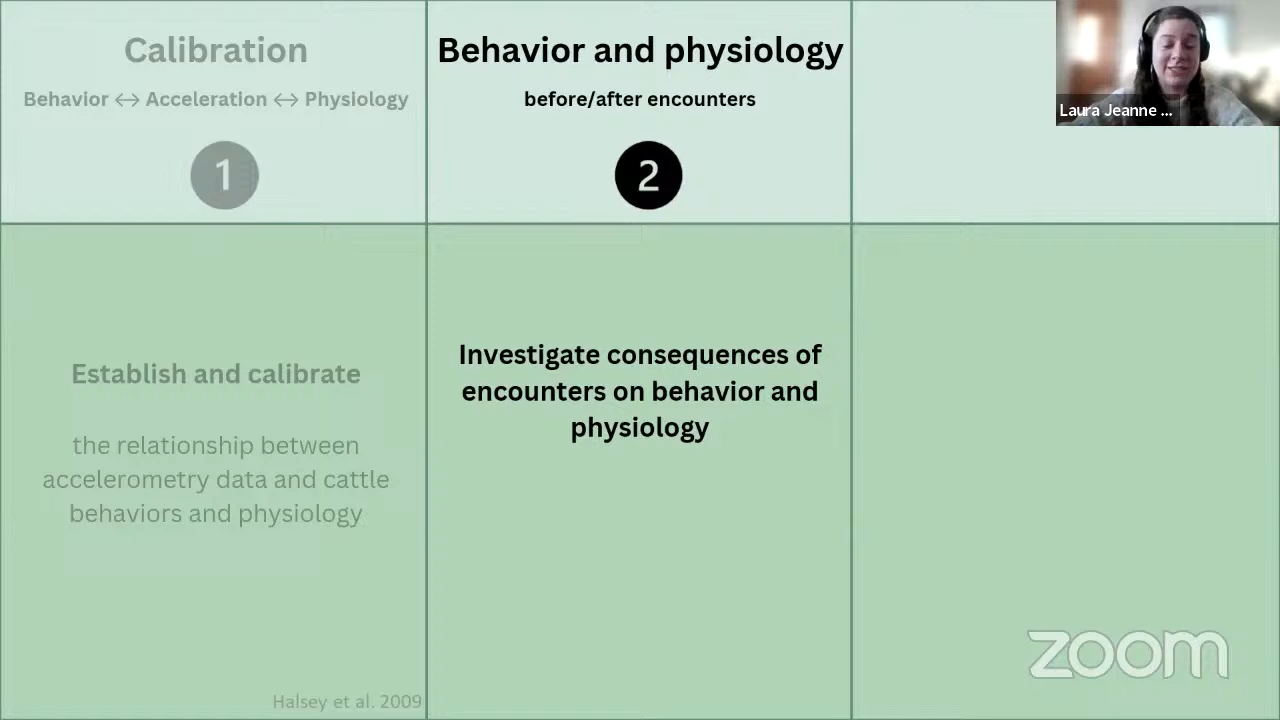 Calibration
Behavior ↔ Acceleration ↔ Physiology
1
Establish and calibrate
the relationship between
accelerometry data and cattle
behaviors and physiology
Halsey et al. 2009
Behavior and physiology
before/after encounters
2
Investigate consequences of
encounters on behavior and
physiology
Laura Jeanne ...
zoom